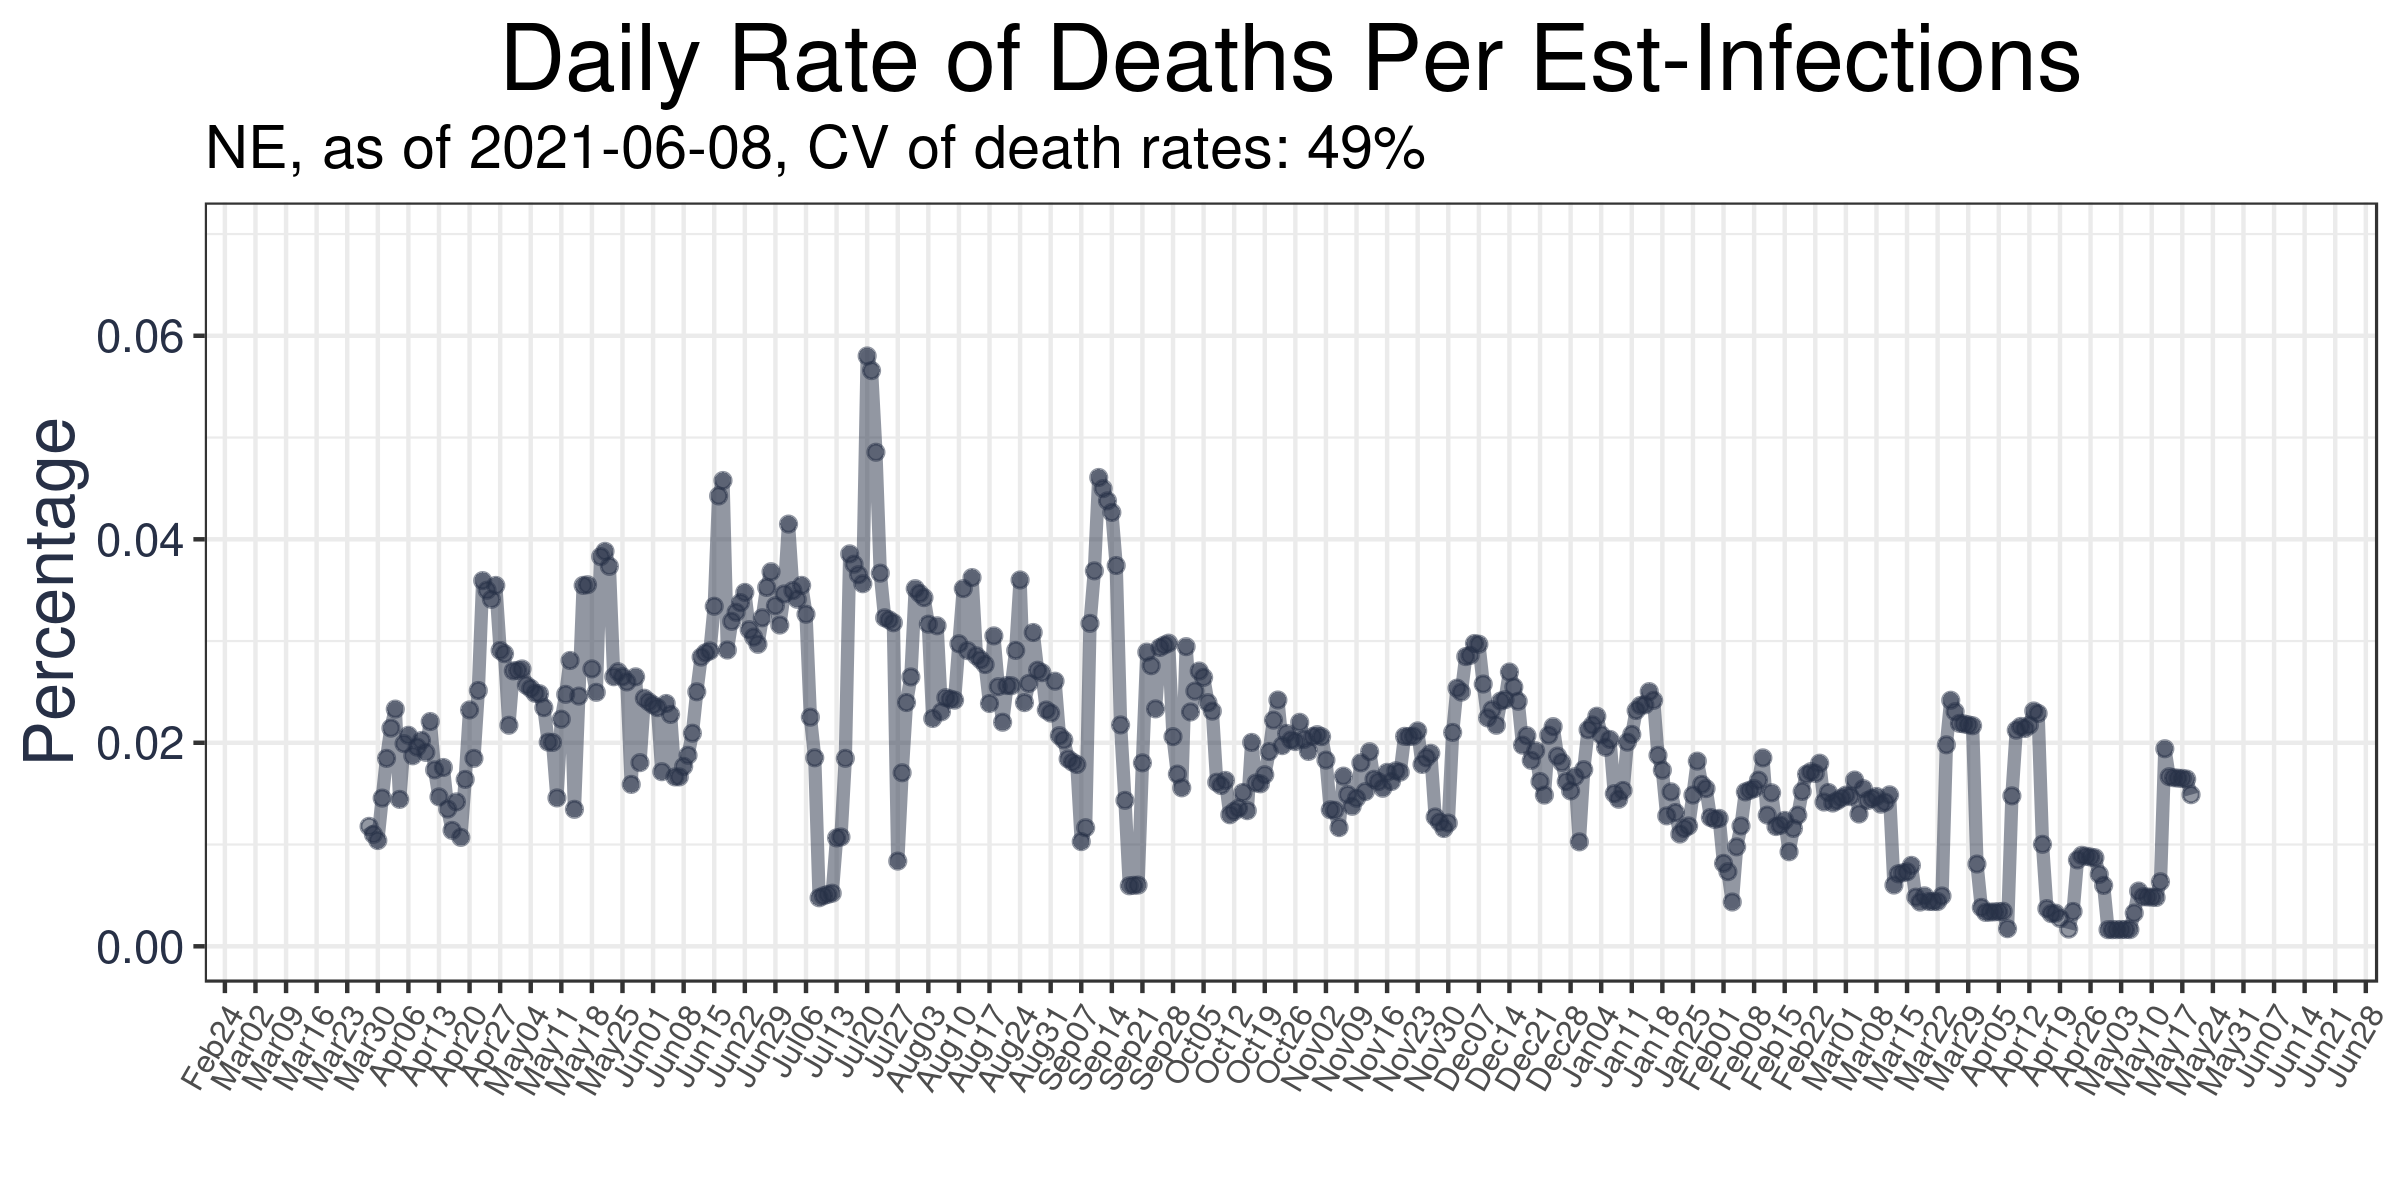 Daily Rate of Deaths Per Est-Infections
NE, as of 2021-06-08, CV of death rates: 49%
Percentage
0.06
0.04
0.02
0.00
Feb24
Mar02
Mar09
Mar16
Mar23
Mar30
Apr06
Apr13
Apr20
Apr27
May04
May11
May18
May25
Jun01
Jun08
Jun15
Jun22
Jun29
Jul06
Jul13
Jul20
Jul27
Aug03
Aug10
Aug17
Aug24
Aug31
Sep07
Sep14
Sep21
Sep28
Oct05
Oct12
Oct19
Oct26
Nov02
Nov09
Nov16
Nov23
Nov30
Dec07
Dec14
Dec21
Dec28
Jan04
Jan11
Jan18
Jan25
Feb01
Feb08
Feb15
Feb22
Mar01
Mar08
Mar15
Mar22
Mar29
Apr05
Apr12
Apr19
Apr26
May03
May10
May17
May24
May31
Jun07
Jun14
Jun21
Jun28